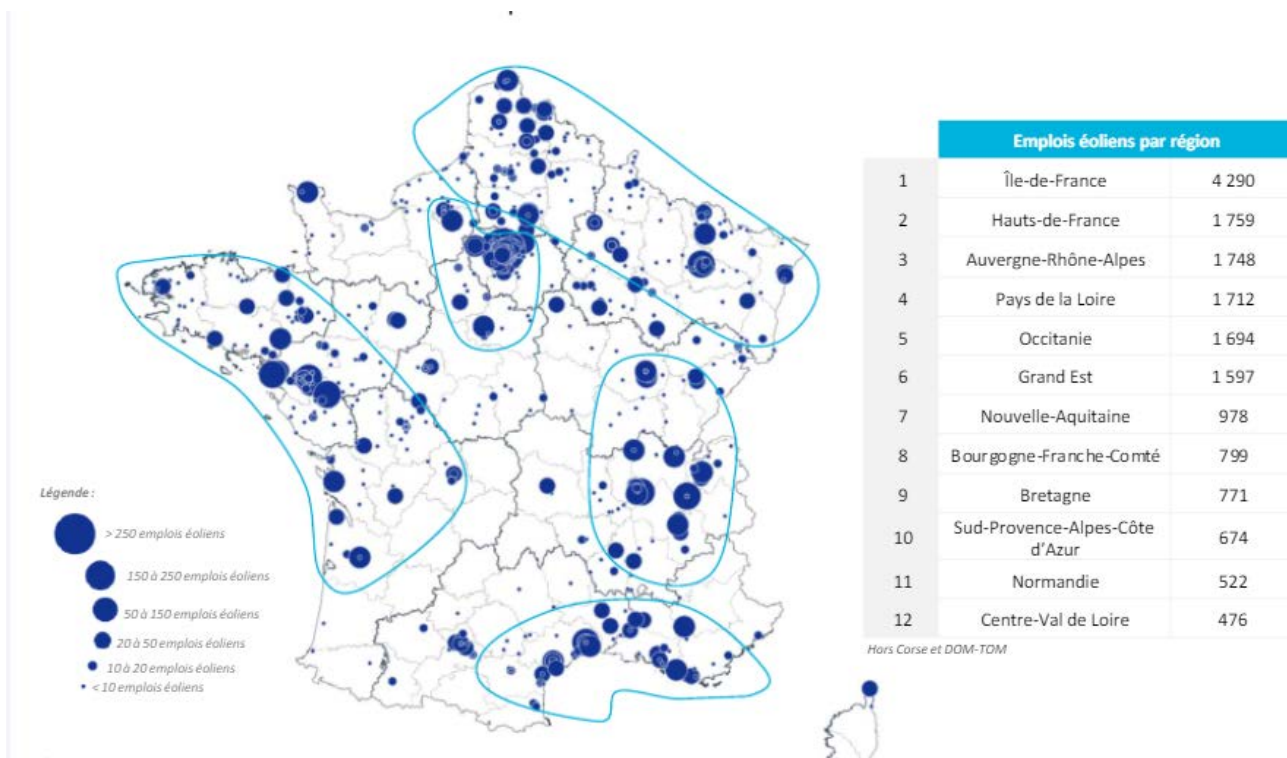 Emplois éoliens par région
1 Île-de-France 4 290
2 Hauts-de-France 1 759
3 Auvergne-Rhône-Alpes 1 748
4 Pays de la Loire 1 712
5 Occitanie 1 694
6 Grand Est 1 597
7 Nouvelle-Aquitaine 978
8 Bourgogne-Franche-Comté 799
9 Bretagne 771
10 Sud-Provence-Alpes-Côte
d’Azur 674
11 Normandie 522
12 Centre-Val de Loire 476
Hors Corse et DOM-TOM
Légende :
> 250 emplois éoliens
150 à 250 emplois éoliens
50 à 150 emplois éoliens
20 à 50 emplois éoliens
10 à 20 emplois éoliens
< 10 emplois éoliens